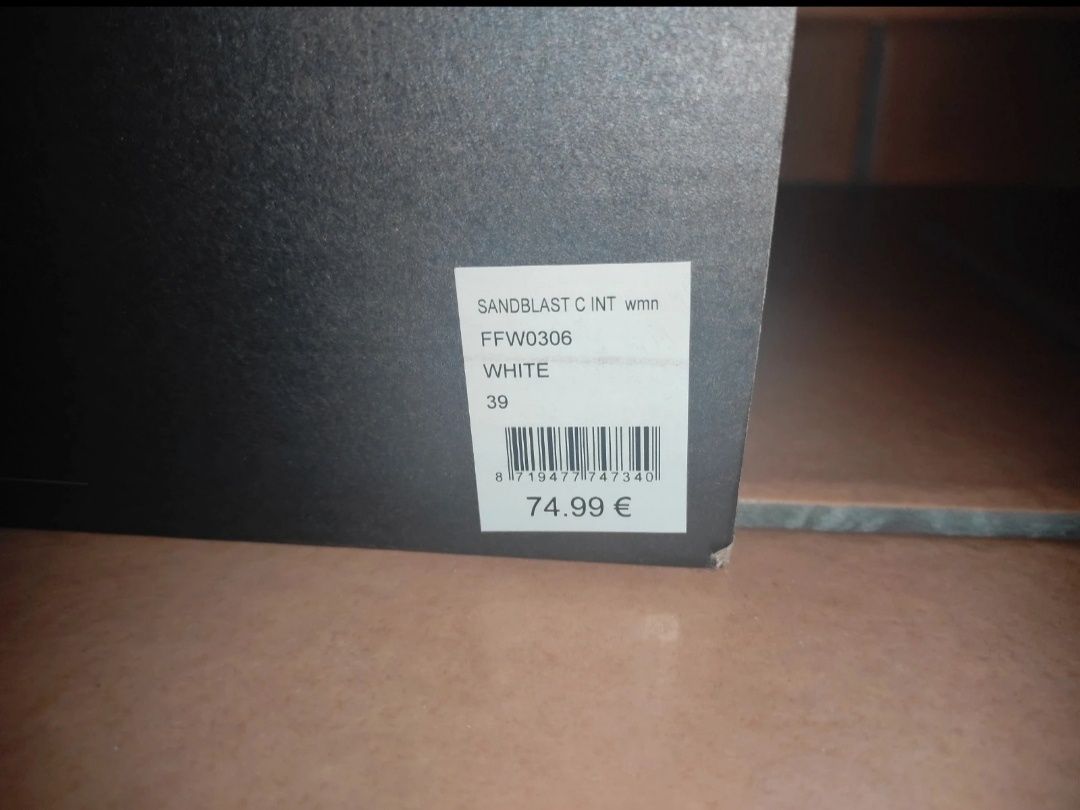 SANDBLAST C INT wmn
FFW0306
WHITE
39
8 719477 747340
74.99 €